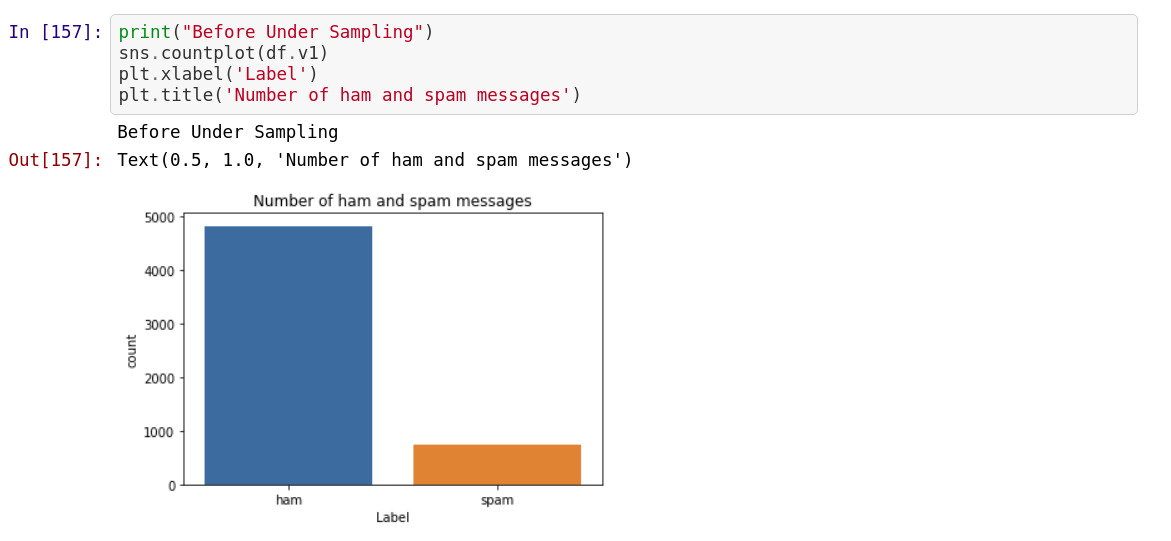 In [157]: print("Before Under Sampling")
sns.countplot(df.v1)
plt.xlabel('Label')
plt.title('Number of ham and spam messages')
Before Under Sampling
Out[157]: Text(0.5, 1.0, 'Number of ham and spam messages')
Number of ham and spam messages
5000
4000
3000
2000
1000
0
count
ham spam
Label